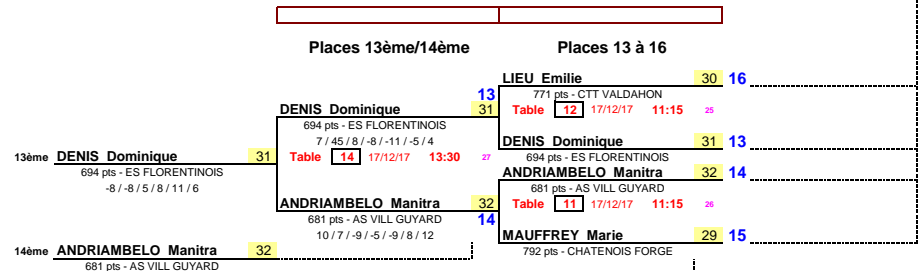 Places 13ème/14ème Places 13 à 16
LIEU Emilie 30 16
771 pts - CTT VALDAHON
13
DENIS Dominique 31
Table 12 17/12/17 11:15 25
694 pts - ES FLORENTINOIS
7 / 45 / 8 / -8 / -11 / -5 / 4
DENIS Dominique 31 13
13ème DENIS Dominique 31
Table 14 17/12/17 13:30 27
694 pts - ES FLORENTINOIS
694 pts - ES FLORENTINOIS
ANDRIAMBELO Manitra 32 14
-8 / -8 / 5 / 8 / 11 / 6
681 pts - AS VILL GUYARD
ANDRIAMBELO Manitra 32
Table 11 17/12/17 11:15 26
681 pts - AS VILL GUYARD 14
10 / 7 / -9 / -5 / -9 / 8 / 12
MAUFFREY Marie 29 15
14ème ANDRIAMBELO Manitra 32
792 pts - CHATENOIS FORGE
681 pts - AS VILL GUYARD